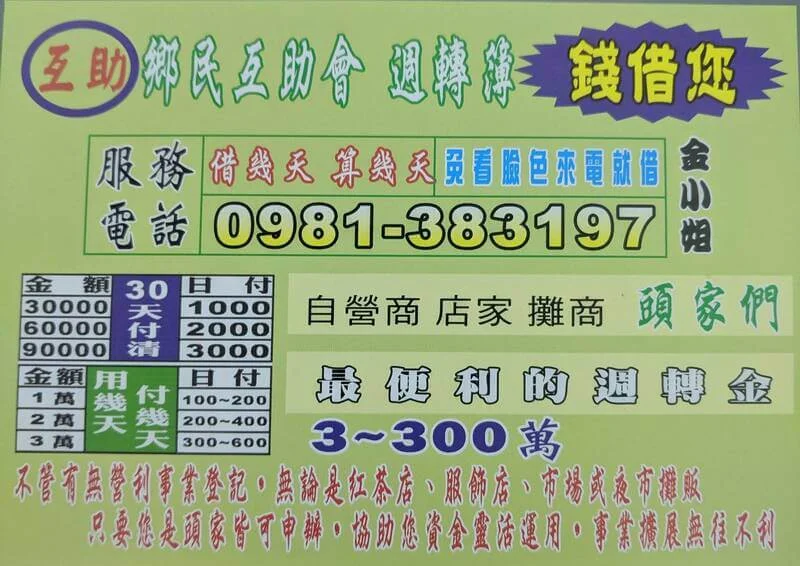 互助 鄉民互助會 週轉簿 錢借您
服務電話 借幾天 算幾天 免看臉色來電就借
0981-383197 金小姐
金額 30天付清 日付
30000 1000
60000 2000
90000 3000
金額 用幾天 付幾天 日付
1萬 100~200
2萬 200~400
3萬 300~600
自營商 店家 攤商 頭家們
最便利的週轉金
3~300萬
不管有無營利事業登記，無論是紅茶店、服飾店、市場或夜市攤販
只要您是頭家皆可申辦，協助您資金靈活運用，事業擴展無往不利